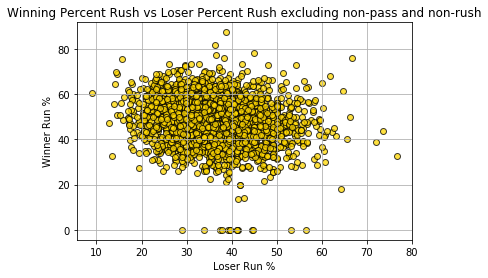 Winning Percent Rush vs Loser Percent Rush excluding non-pass and non-rush
Winner Run %
80
60
40
20
0
10 20 30 40 50 60 70 80
Loser Run %